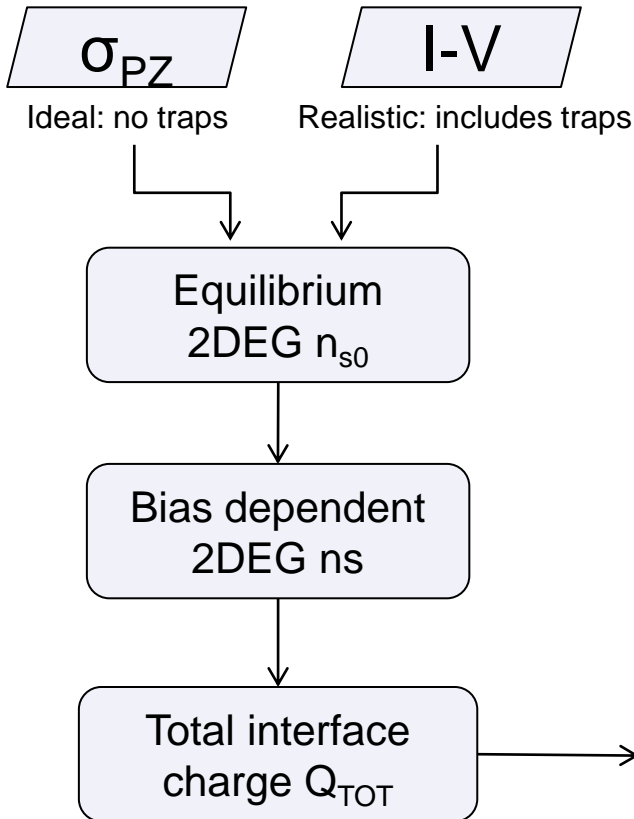 σPZ
I-V
Ideal: no traps
Realistic: includes traps
Equilibrium
2DEG ns0
Bias dependent
2DEG ns
Total interface
charge QTOT